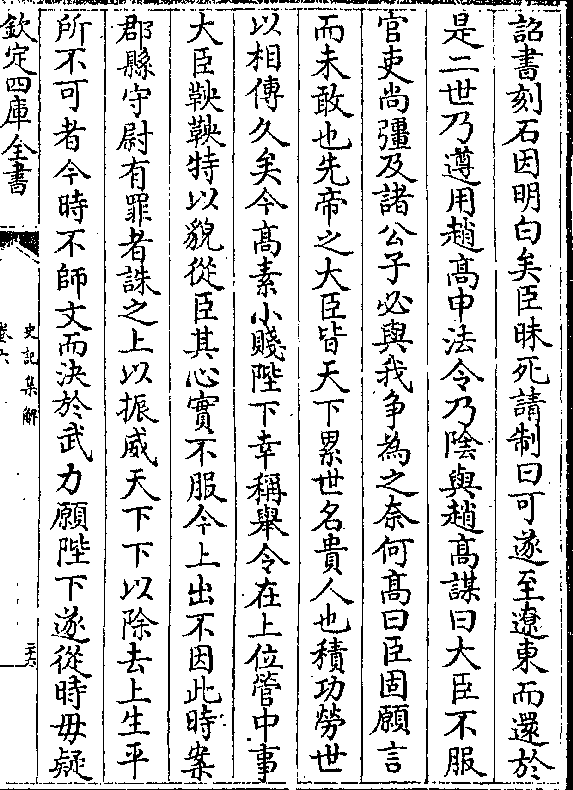 詔書刻石因明白矣臣昧死請制曰可遂至遼東而還於
是二世乃遵用趙髙申法令乃陰與趙髙謀曰大臣不服
官吏尚彊及諸公子必與我争為之奈何髙曰臣固願言
而未敢也先帝之大臣皆天下累世名貴人也積功勞世
以相傳久矣今髙素小賤陛下幸稱舉令在上位管中事
大臣鞅鞅特以貌從臣其心實不服今上出不因此時案
郡縣守尉有罪者誅之上以振威天下下以除去上生平
所不可者今時不師文而決於武力願陛下遂從時毋疑
欽定四庫全書
史記集解
卷六
二六